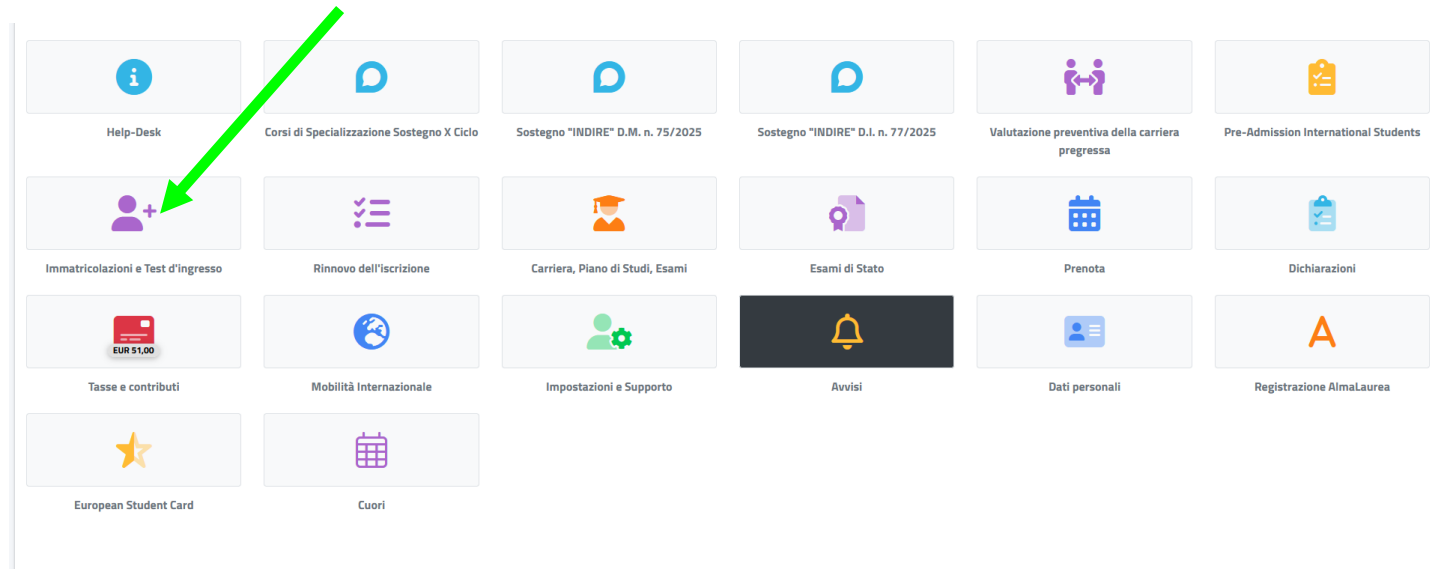 Help-Desk
Corsi di Specializzazione Sostegno X Ciclo
Sostegno "INDIRE" D.M. n. 75/2025
Sostegno "INDIRE" D.I. n. 77/2025
Valutazione preventiva della carriera
pregressa
Pre-Admission International Students
Immatricolazioni e Test d'ingresso
Rinnovo dell'iscrizione
Carriera, Piano di Studi, Esami
Esami di Stato
Prenota
Dichiarazioni
EUR 51,00
Tasse e contributi
Mobilità Internazionale
Impostazioni e Supporto
Avvisi
Dati personali
Registrazione AlmaLaurea
European Student Card
Cuori